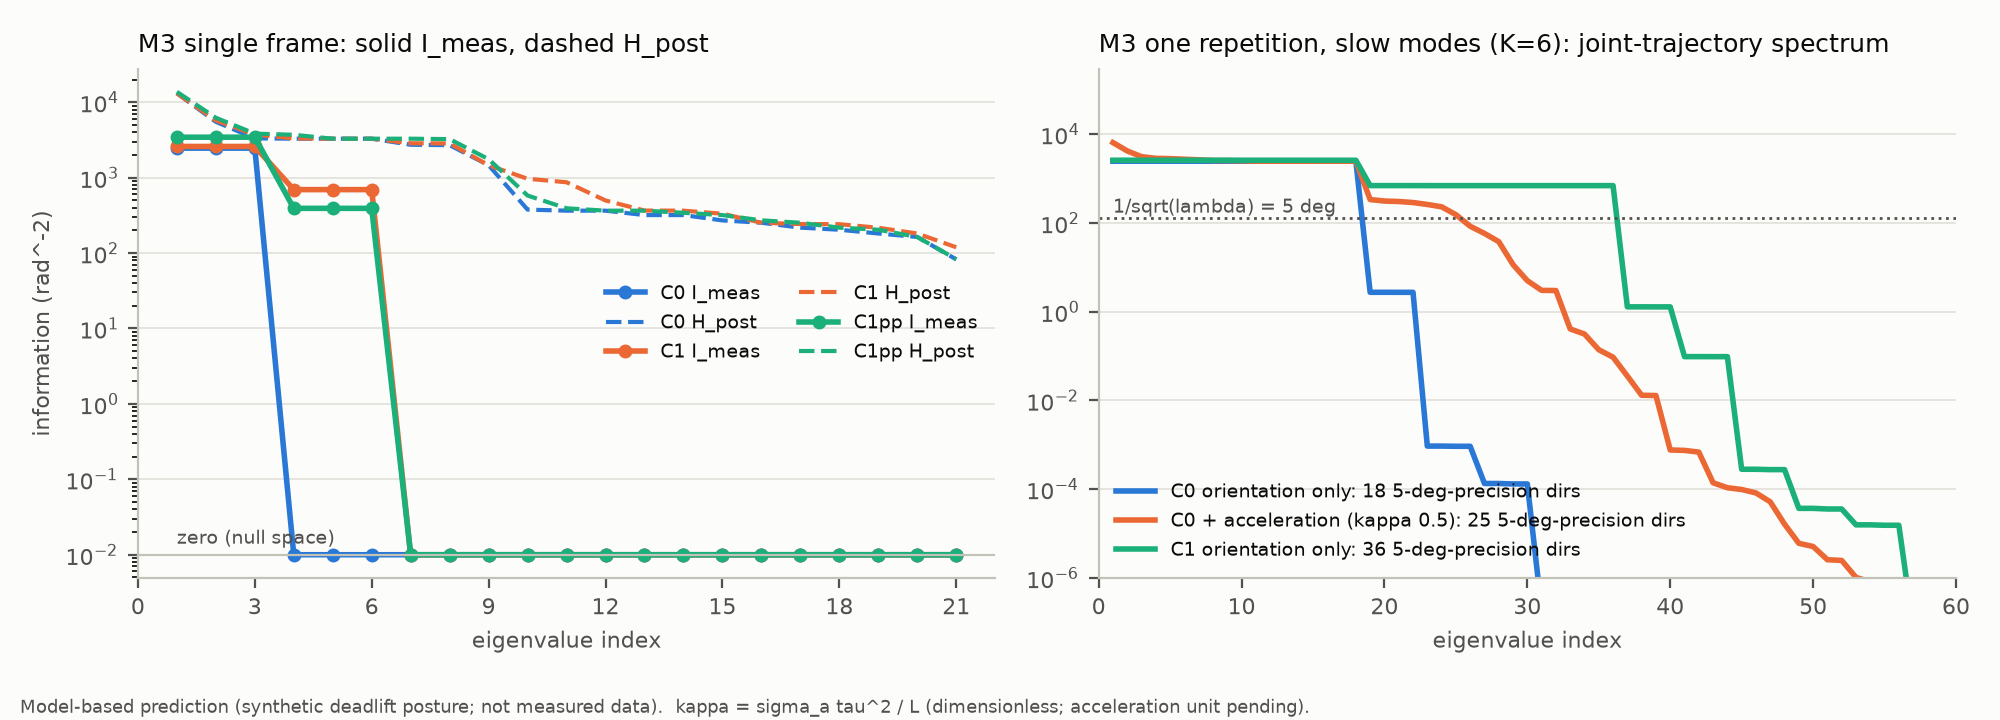 M3 single frame: solid I_meas, dashed H_post
information (rad^-2)
10^4
10^3
10^2
10^1
10^0
10^-1
10^-2
C0 I_meas
C0 H_post
C1 I_meas
C1 H_post
C1pp I_meas
C1pp H_post
zero (null space)
0 3 6 9 12 15 18 21
eigenvalue index
M3 one repetition, slow modes (K=6): joint-trajectory spectrum
10^4
10^2
10^0
10^-2
10^-4
10^-6
1/sqrt(lambda) = 5 deg
C0 orientation only: 18 5-deg-precision dirs
C0 + acceleration (kappa 0.5): 25 5-deg-precision dirs
C1 orientation only: 36 5-deg-precision dirs
0 10 20 30 40 50 60
eigenvalue index
Model-based prediction (synthetic deadlift posture; not measured data).  kappa = sigma_a tau^2 / L (dimensionless; acceleration unit pending).